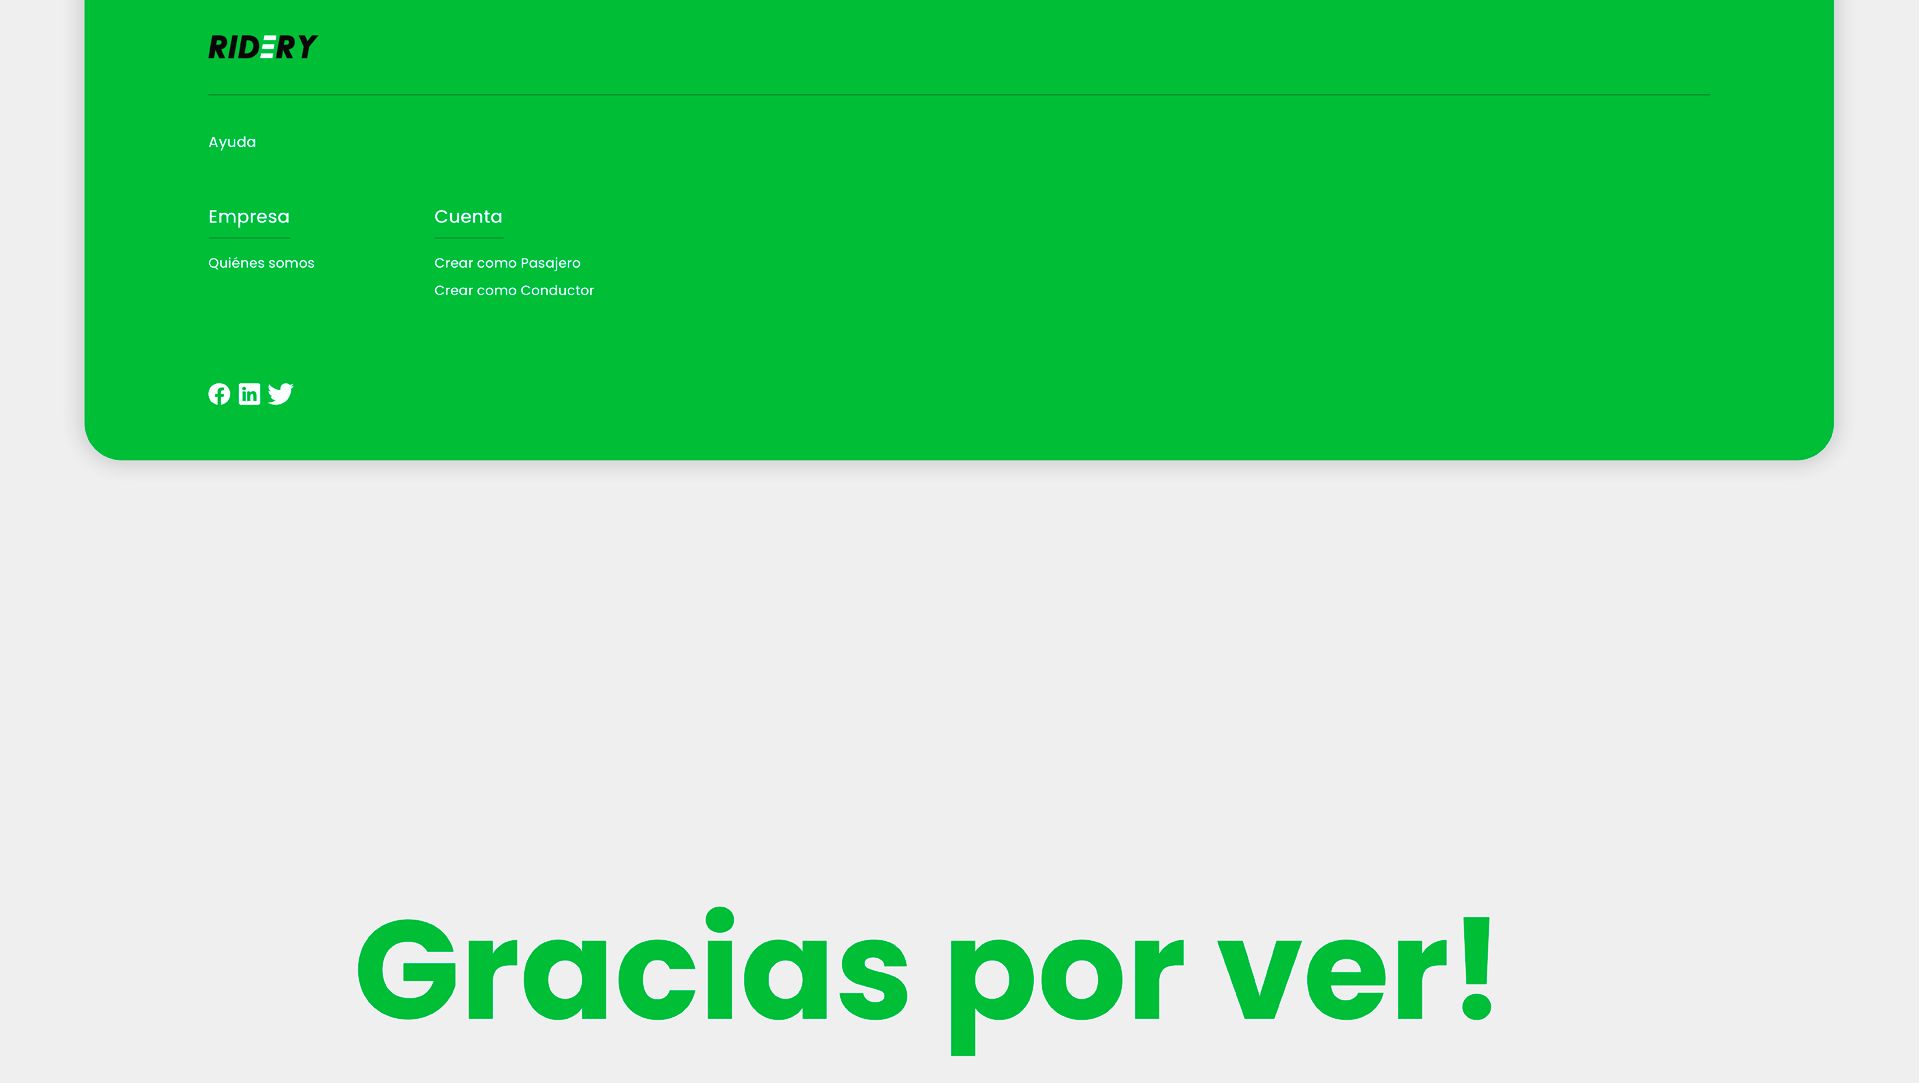 RIDERY
Ayuda
Empresa
Quiénes somos
Cuenta
Crear como Pasajero
Crear como Conductor
Gracias por ver!